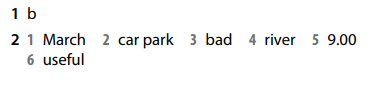 1 b
2 1 March 2 car park 3 bad 4 river 5 9.00
6 useful